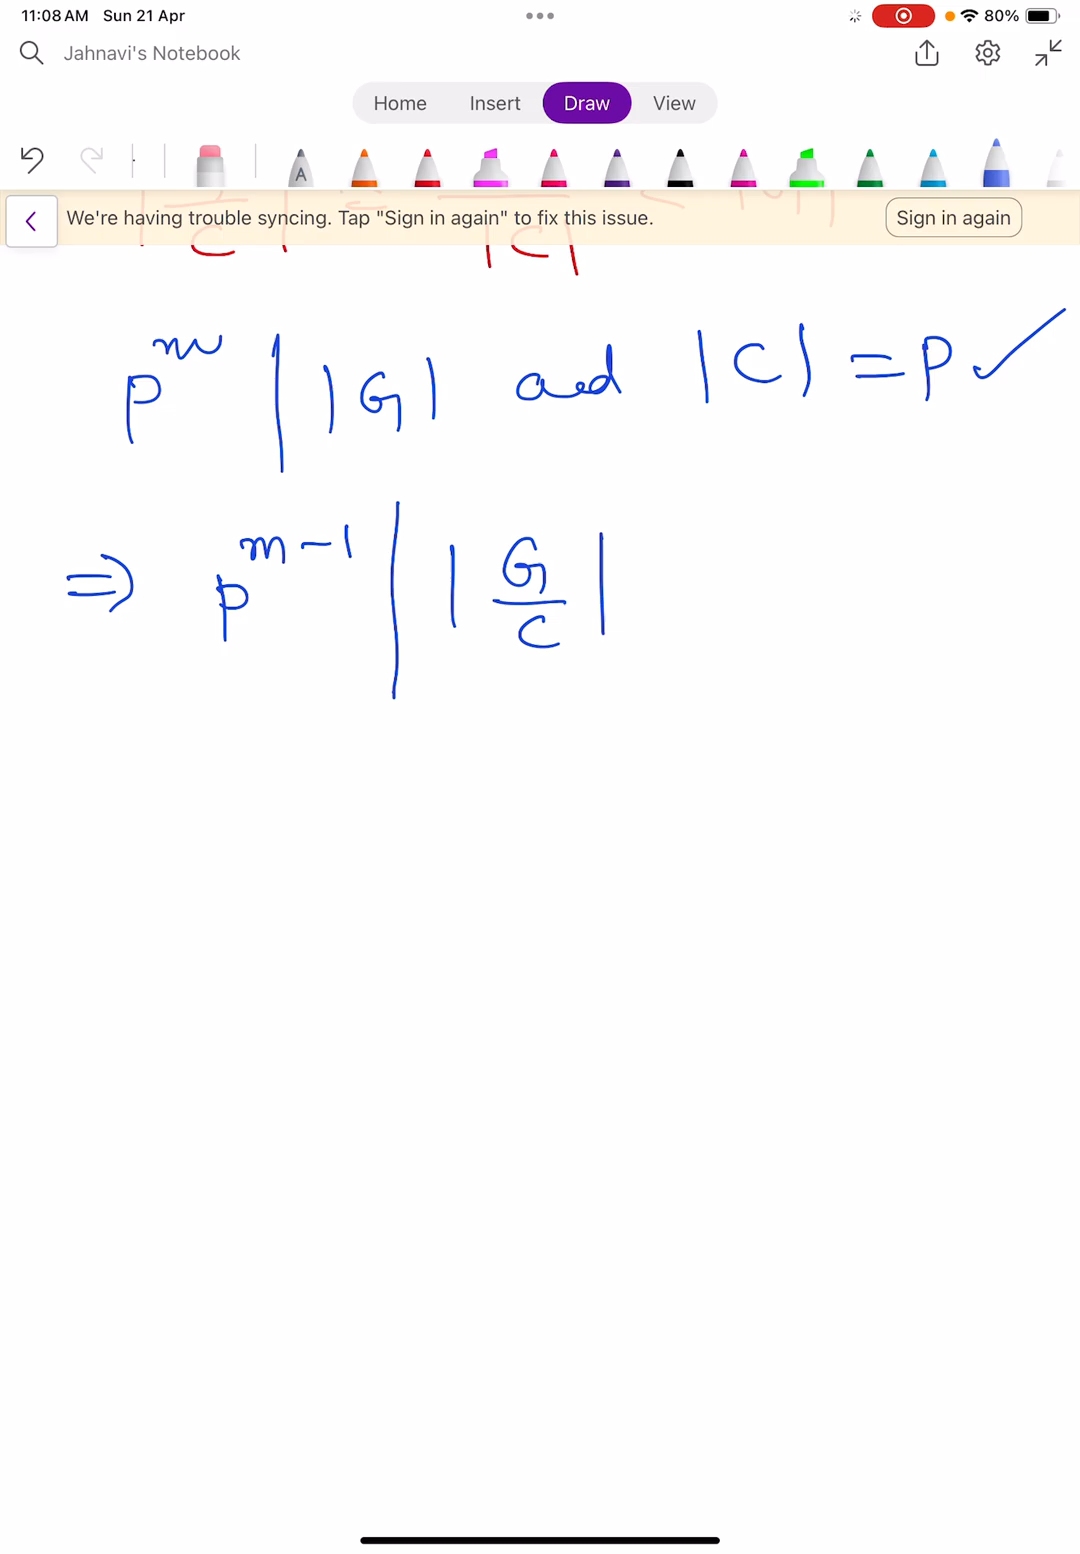 11:08 AM Sun 21 Apr
80%
Jahnavi's Notebook
Home Insert Draw View
A
We're having trouble syncing. Tap "Sign in again" to fix this issue. Sign in again
C |C|
p^m | |G| and |C| = P ✓
⇒ p^{m-1} | |G/C|